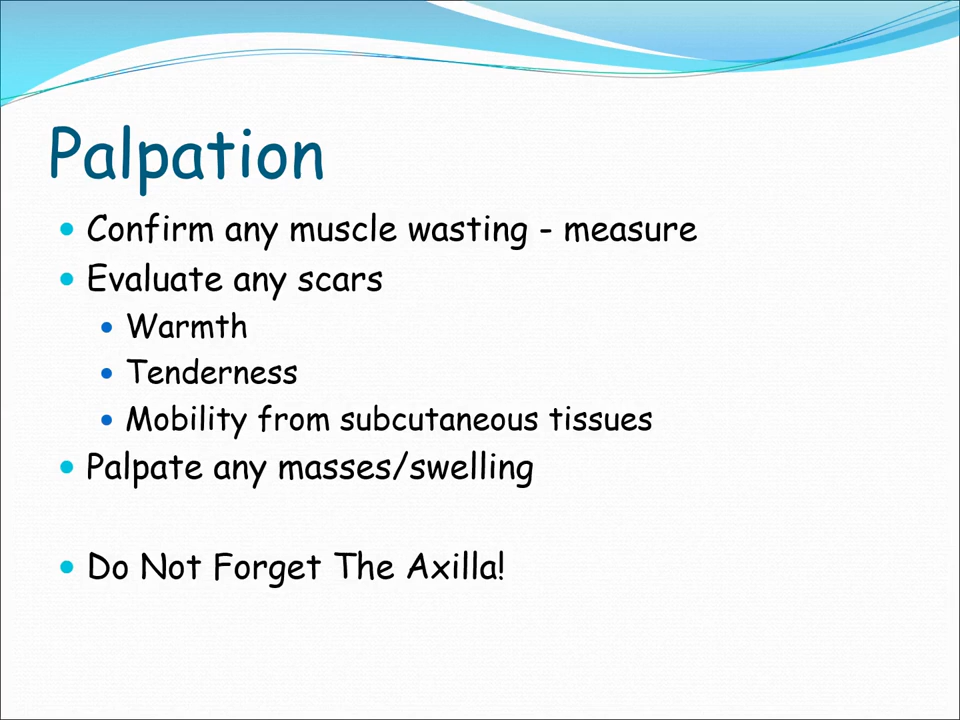 Palpation
Confirm any muscle wasting - measure
Evaluate any scars
Warmth
Tenderness
Mobility from subcutaneous tissues
Palpate any masses/swelling
Do Not Forget The Axilla!